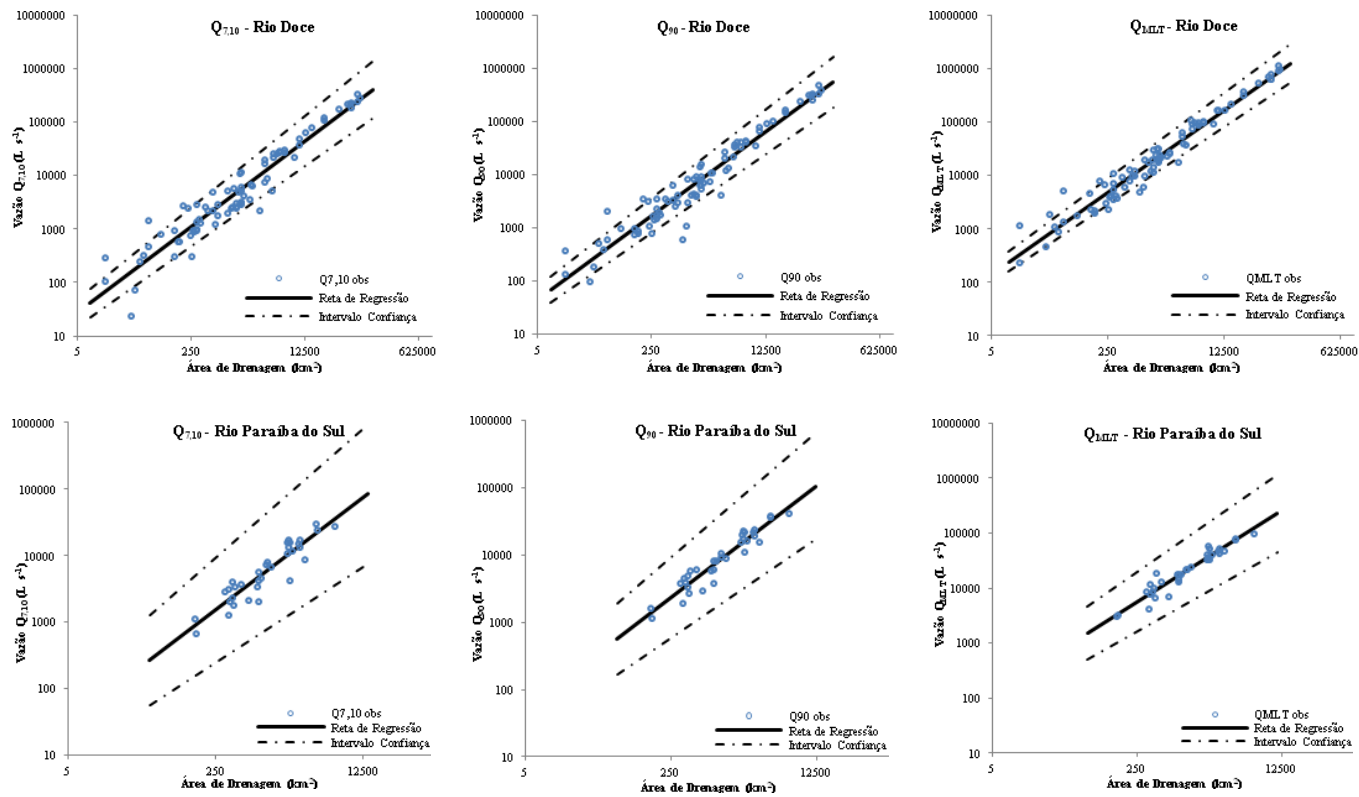 Q7,10 - Rio Doce
10000000
1000000
100000
10000
1000
100
10
Vazão Q7,10 (L s-1)
5
250
12500
625000
Área de Drenagem (km2)
Q7,10 obs
Reta de Regressão
Intervalo Confiança
Q90 - Rio Doce
10000000
1000000
100000
10000
1000
100
10
Vazão Q90 (L s-1)
5
250
12500
625000
Área de Drenagem (km2)
Q90 obs
Reta de Regressão
Intervalo Confiança
QMLT - Rio Doce
10000000
1000000
100000
10000
1000
100
10
Vazão QMLT (L s-1)
5
250
12500
625000
Área de Drenagem (km2)
QMLT obs
Reta de Regressão
Intervalo Confiança
Q7,10 - Rio Paraíba do Sul
1000000
100000
10000
1000
100
10
Vazão Q7,10 (L s-1)
5
250
12500
Área de Drenagem (km2)
Q7,10 obs
Reta de Regressão
Intervalo Confiança
Q90 - Rio Paraíba do Sul
1000000
100000
10000
1000
100
10
Vazão Q90 (L s-1)
5
250
12500
Área de Drenagem (km2)
Q90 obs
Reta de Regressão
Intervalo Confiança
QMLT - Rio Paraíba do Sul
10000000
1000000
100000
10000
1000
100
10
Vazão QMLT (L s-1)
5
250
12500
Área de Drenagem (km2)
QMLT obs
Reta de Regressão
Intervalo Confiança